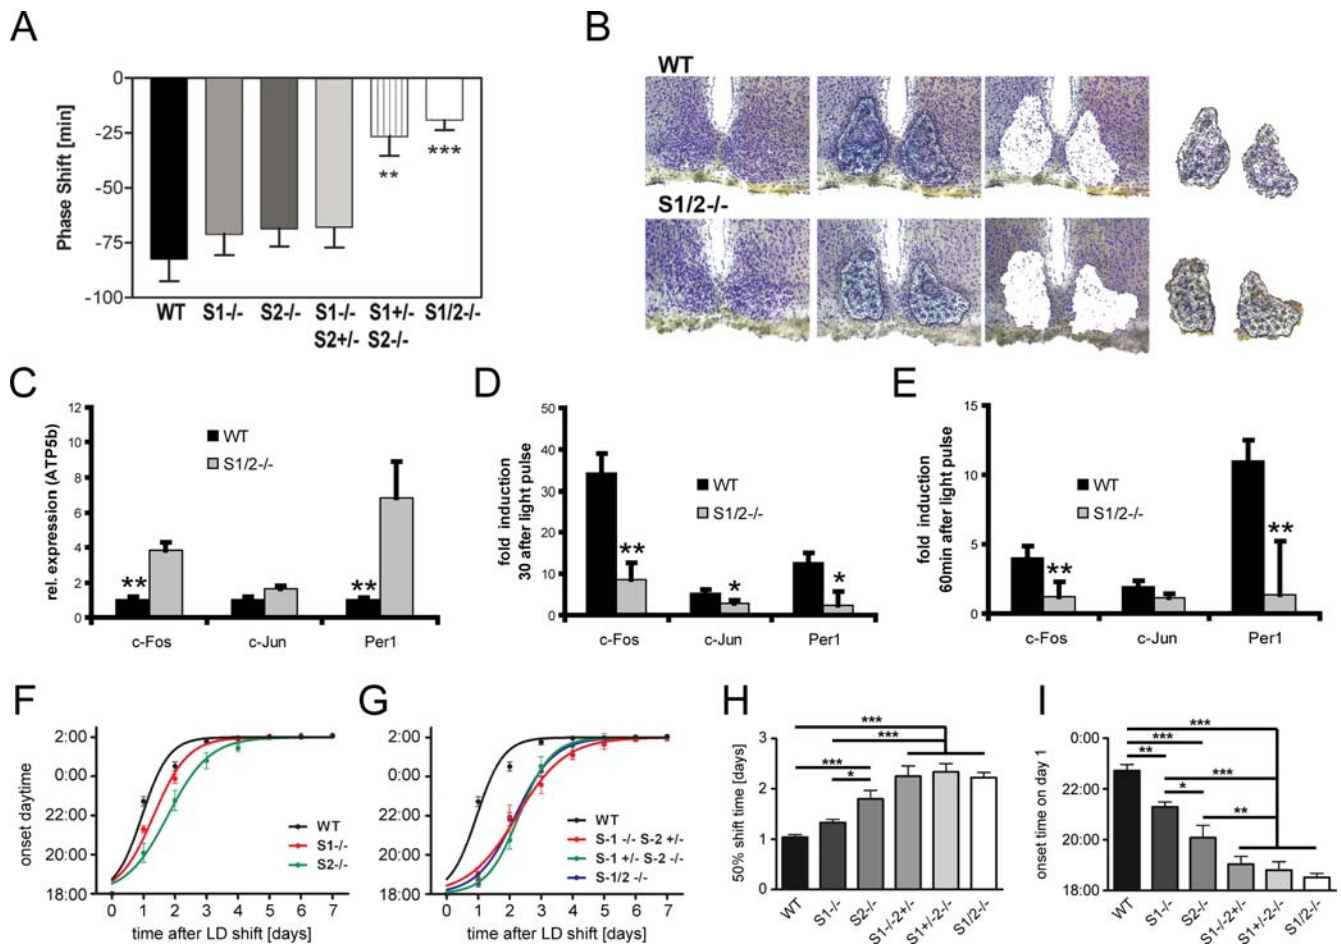 A
Phase Shift [min]
0
-25
-50
-75
-100
**
***
WT S1-/- S2-/- S1-/- S1+/- S1/2-/-
S2+/- S2-/-
B
WT
S1/2-/-
C
rel. expression (ATP5b)
12
10
8
6
4
2
0
WT
S1/2-/-
**
**
c-Fos c-Jun Per1
D
fold induction
30 after light pulse
50
40
30
20
10
0
WT
S1/2-/-
**
*
*
c-Fos c-Jun Per1
E
fold induction
60min after light pulse
15
10
5
0
WT
S1/2-/-
**
**
c-Fos c-Jun Per1
F
onset daytime
2:00
0:00
22:00
20:00
18:00
WT
S1-/-
S2-/-
0 1 2 3 4 5 6 7
time after LD shift [days]
G
2:00
0:00
22:00
20:00
18:00
WT
S-1 -/- S-2 +/-
S-1 +/- S-2 -/-
S-1/2 -/-
0 1 2 3 4 5 6 7
time after LD shift [days]
H
50% shift time [days]
3
2
1
0
***
***
***
*
WT
S1-/-
S2-/-
S1-/-2+/-
S1+/-2-/-
S1/2-/-
I
onset time on day 1
0:00
22:00
20:00
18:00
***
***
**
***
*
**
WT
S1-/-
S2-/-
S1-/-2+/-
S1+/-2-/-
S1/2-/-